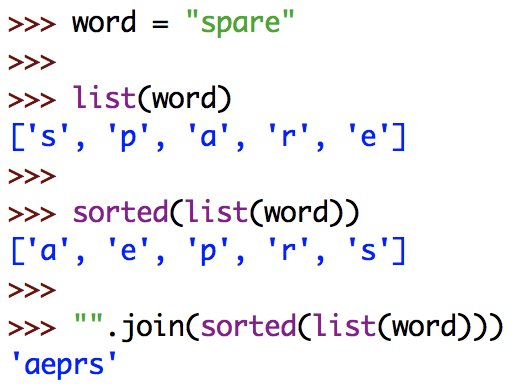 >>> word = "spare"
>>>
>>> list(word)
['s', 'p', 'a', 'r', 'e']
>>>
>>> sorted(list(word))
['a', 'e', 'p', 'r', 's']
>>>
>>> "".join(sorted(list(word)))
'aeprs'